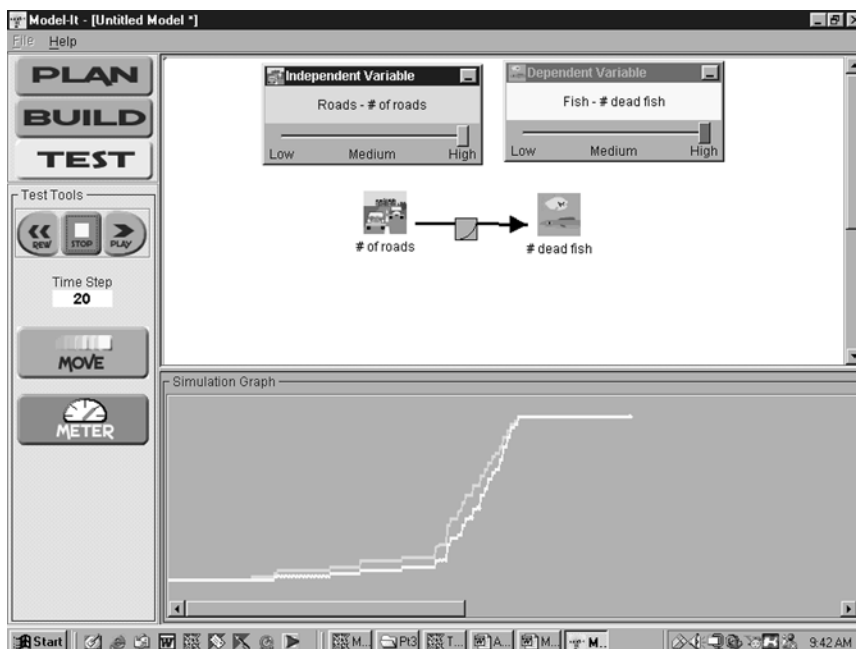 Model-It - [Untitled Model *]
File Help
PLAN
BUILD
TEST
Test Tools
REW STOP PLAY
Time Step
20
MOVE
METER
Independent Variable
Roads - # of roads
Low Medium High
Dependent Variable
Fish - # dead fish
Low Medium High
# of roads
# dead fish
Simulation Graph
Start M... Pt3 T... A... M... M.. 9:42 AM